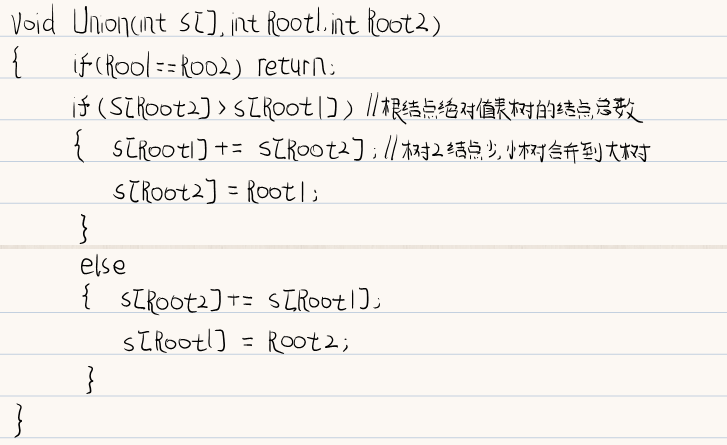 void Union(int S[], int Root1, int Root2)
{ if(Roo1==Roo2) return;
if(S[Root2]>s[Root1]) //根结点绝对值表树的结点总数
{ s[Root1] += s[Root2]; //树2结点少,小树合并到大树
s[Root2] = Root1;
}
else
{ s[Root2] += s[Root1];
s[Root1] = Root2;
}
}